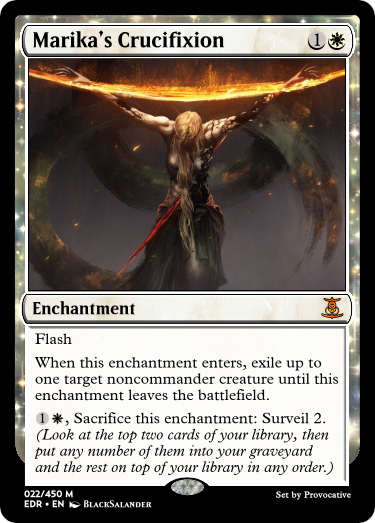 Marika's Crucifixion 1
Enchantment
Flash
When this enchantment enters, exile up to
one target noncommander creature until this
enchantment leaves the battlefield.
1, Sacrifice this enchantment: Surveil 2.
(Look at the top two cards of your library, then
put any number of them into your graveyard
and the rest on top of your library in any order.)
022/450 M
EDR • EN BlackSalander
Set by Provocative